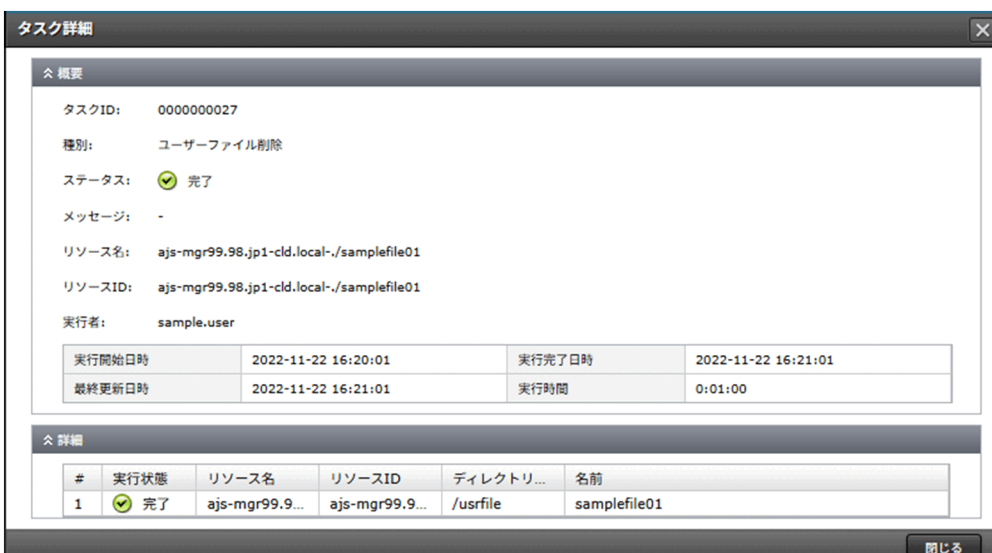 タスク詳細
概要
タスクID: 0000000027
種別: ユーザーファイル削除
ステータス: 完了
メッセージ: -
リソース名: ajs-mgr99.98.jp1-cld.local-./samplefile01
リソースID: ajs-mgr99.98.jp1-cld.local-./samplefile01
実行者: sample.user
実行開始日時 2022-11-22 16:20:01 実行完了日時 2022-11-22 16:21:01
最終更新日時 2022-11-22 16:21:01 実行時間 0:01:00
詳細
# 実行状態 リソース名 リソースID ディレクトリ... 名前
1 完了 ajs-mgr99.9... ajs-mgr99.9... /usrfile samplefile01
閉じる